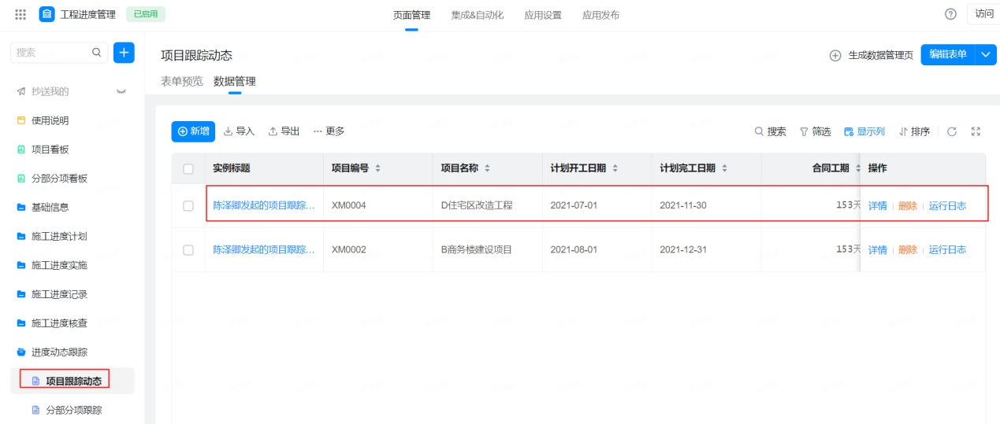 工程进度管理 已启用 页面管理 集成&自动化 应用设置 应用发布 访问
搜索
抄送我的
使用说明
项目看板
分部分项看板
基础信息
施工进度计划
施工进度实施
施工进度记录
施工进度核查
进度动态跟踪
项目跟踪动态
分部分项跟踪
项目跟踪动态 生成数据管理页 编辑表单
表单预览 数据管理
新增 导入 导出 更多 搜索 筛选 显示列 排序
实例标题 项目编号 项目名称 计划开工日期 计划完工日期 合同工期 操作
陈泽卿发起的项目跟踪... XM0004 D住宅区改造工程 2021-07-01 2021-11-30 153天 详情 删除 运行日志
陈泽卿发起的项目跟踪... XM0002 B商务楼建设项目 2021-08-01 2021-12-31 153天 详情 删除 运行日志